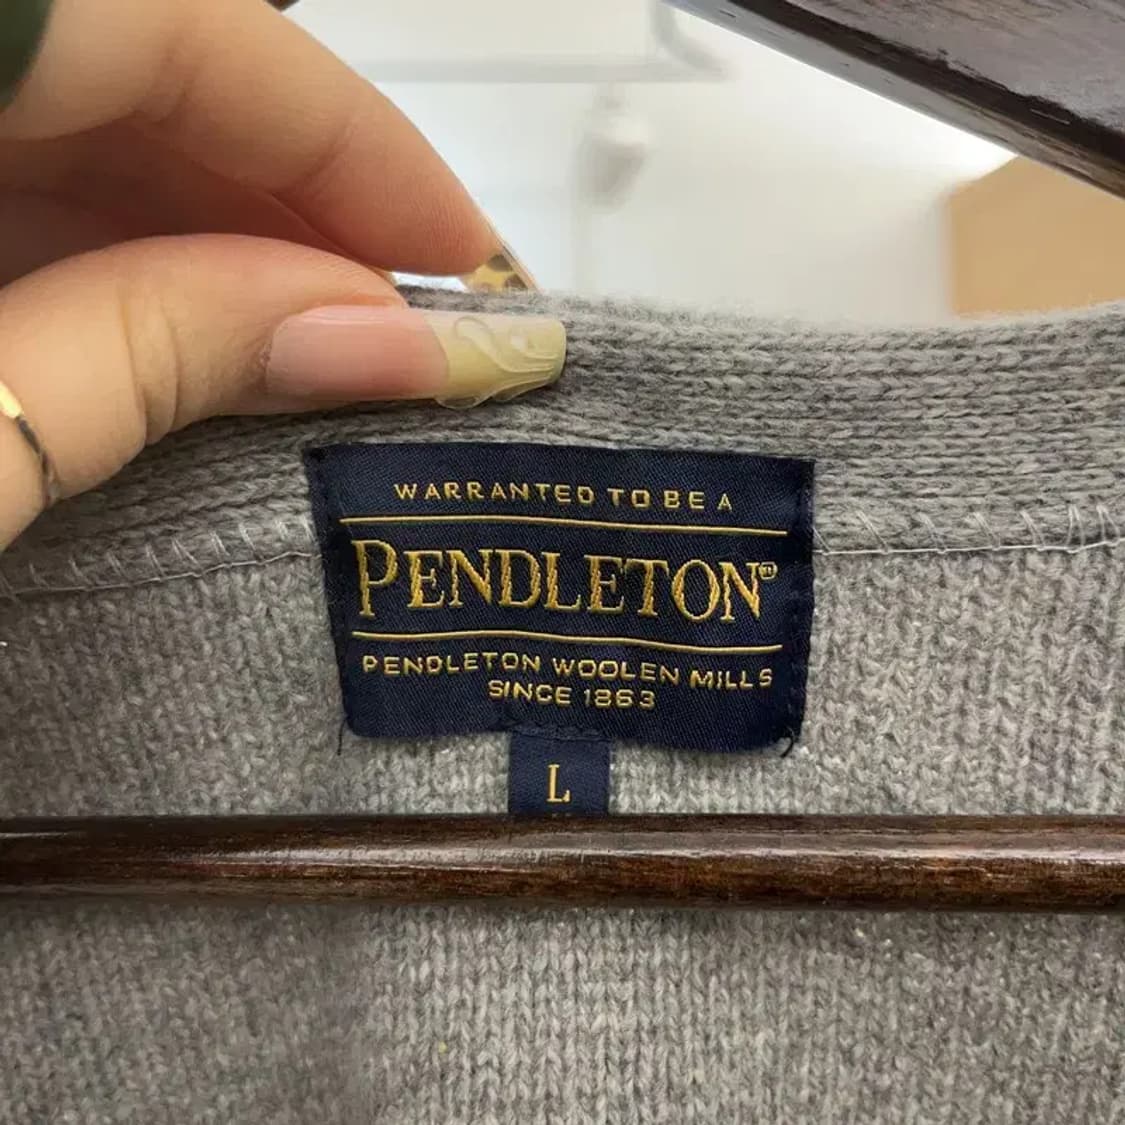 WARRANTED TO BE A
PENDLETON®
PENDLETON WOOLEN MILLS
SINCE 1863
L